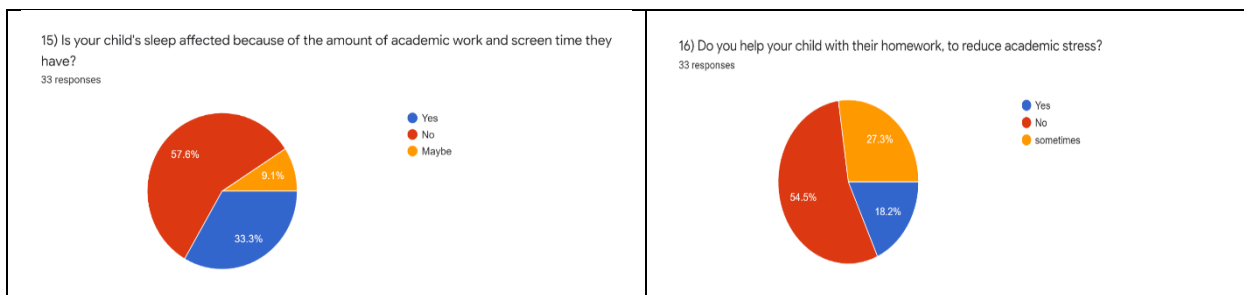 15) Is your child's sleep affected because of the amount of academic work and screen time they
have?
33 responses
Yes
No
Maybe
57.6%
9.1%
33.3%
16) Do you help your child with their homework, to reduce academic stress?
33 responses
Yes
No
sometimes
27.3%
54.5%
18.2%